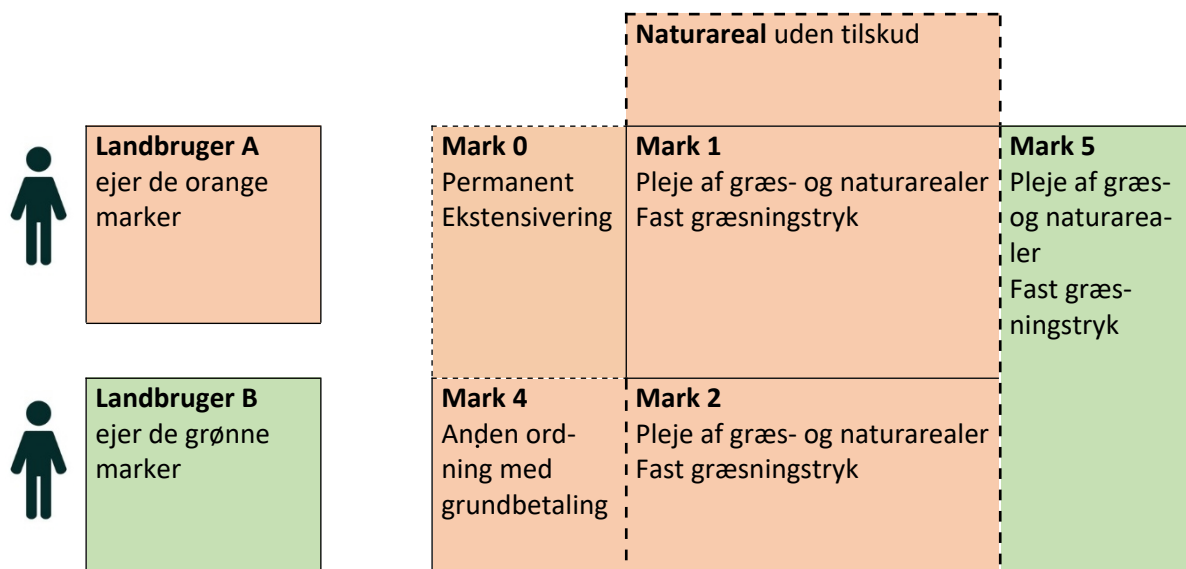 Naturareal uden tilskud
Landbruger A
ejer de orange
marker
Mark 0
Permanent
Ekstensivering
Mark 1
Pleje af græs- og naturarealer
Fast græsningstryk
Mark 5
Pleje af græs-
og naturarea-
ler
Fast græs-
ningstryk
Landbruger B
ejer de grønne
marker
Mark 4
Anden ord-
ning med
grundbetaling
Mark 2
Pleje af græs- og naturarealer
Fast græsningstryk